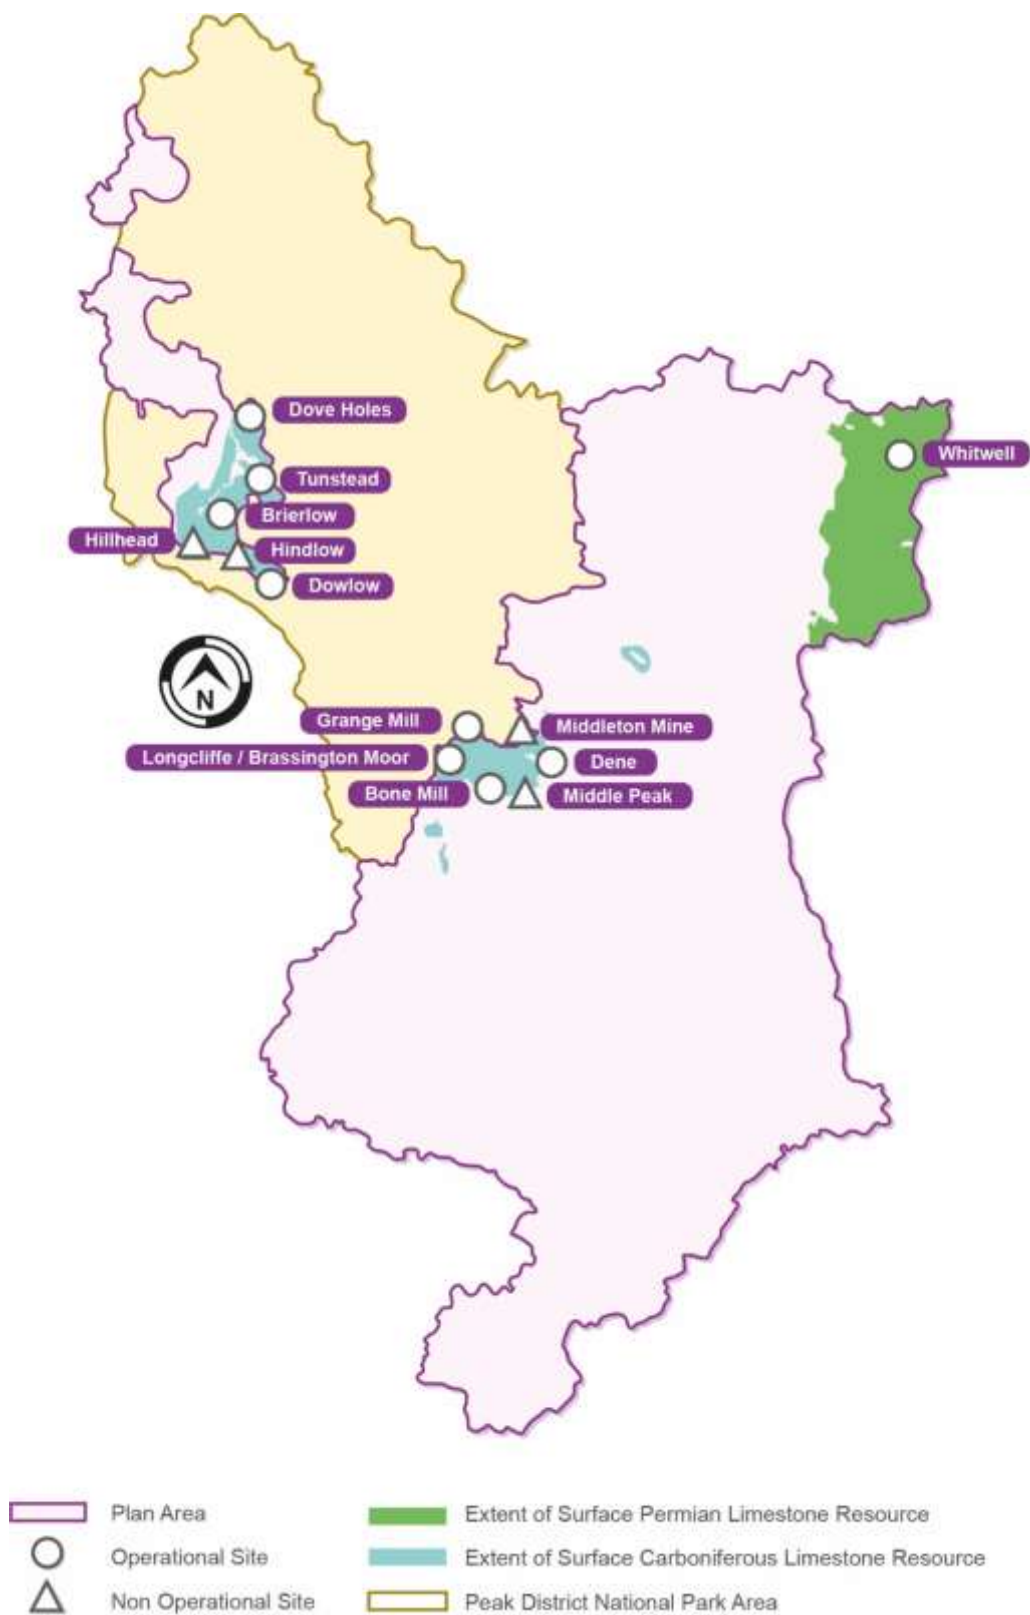 Dove Holes
Whitwell
Tunstead
Brierlow
Hillhead
Hindlow
Dowlow
N
Grange Mill
Middleton Mine
Longcliffe / Brassington Moor
Dene
Bone Mill
Middle Peak
Plan Area
Extent of Surface Permian Limestone Resource
Operational Site
Extent of Surface Carboniferous Limestone Resource
Non Operational Site
Peak District National Park Area